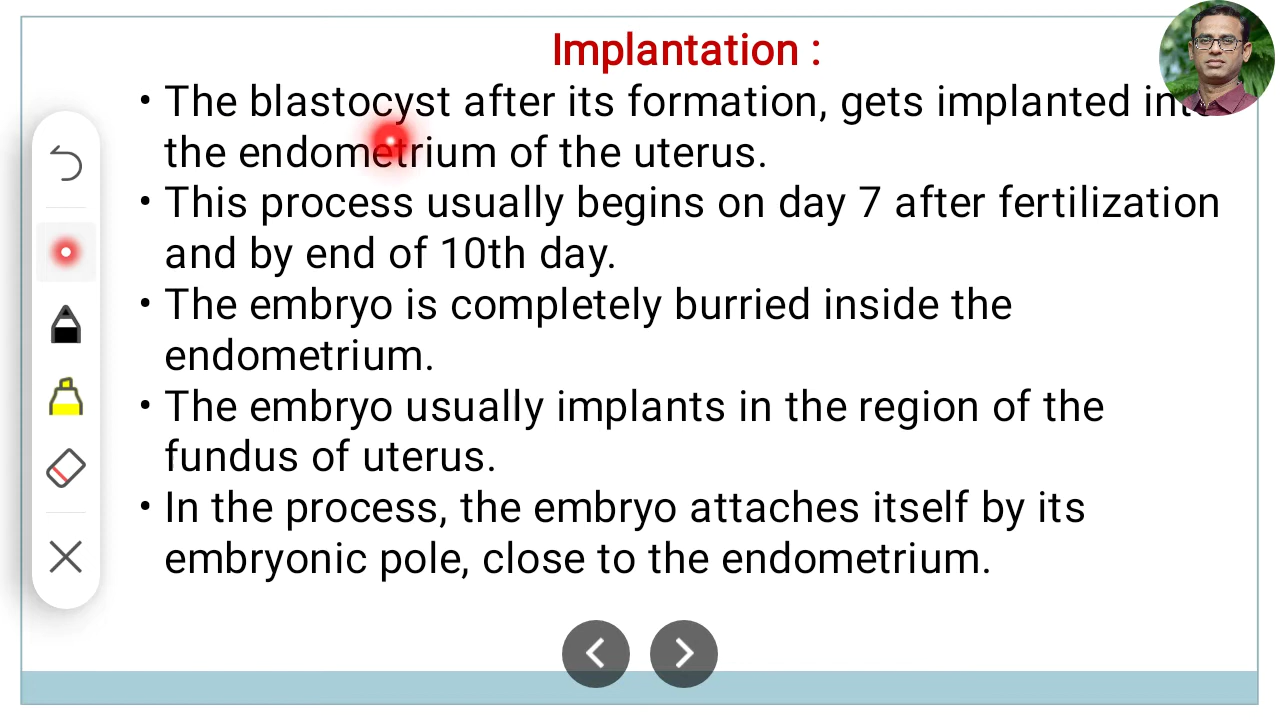 Implantation :
• The blastocyst after its formation, gets implanted
the endometrium of the uterus.
• This process usually begins on day 7 after fertilization
and by end of 10th day.
• The embryo is completely burried inside the
endometrium.
• The embryo usually implants in the region of the
fundus of uterus.
• In the process, the embryo attaches itself by its
embryonic pole, close to the endometrium.